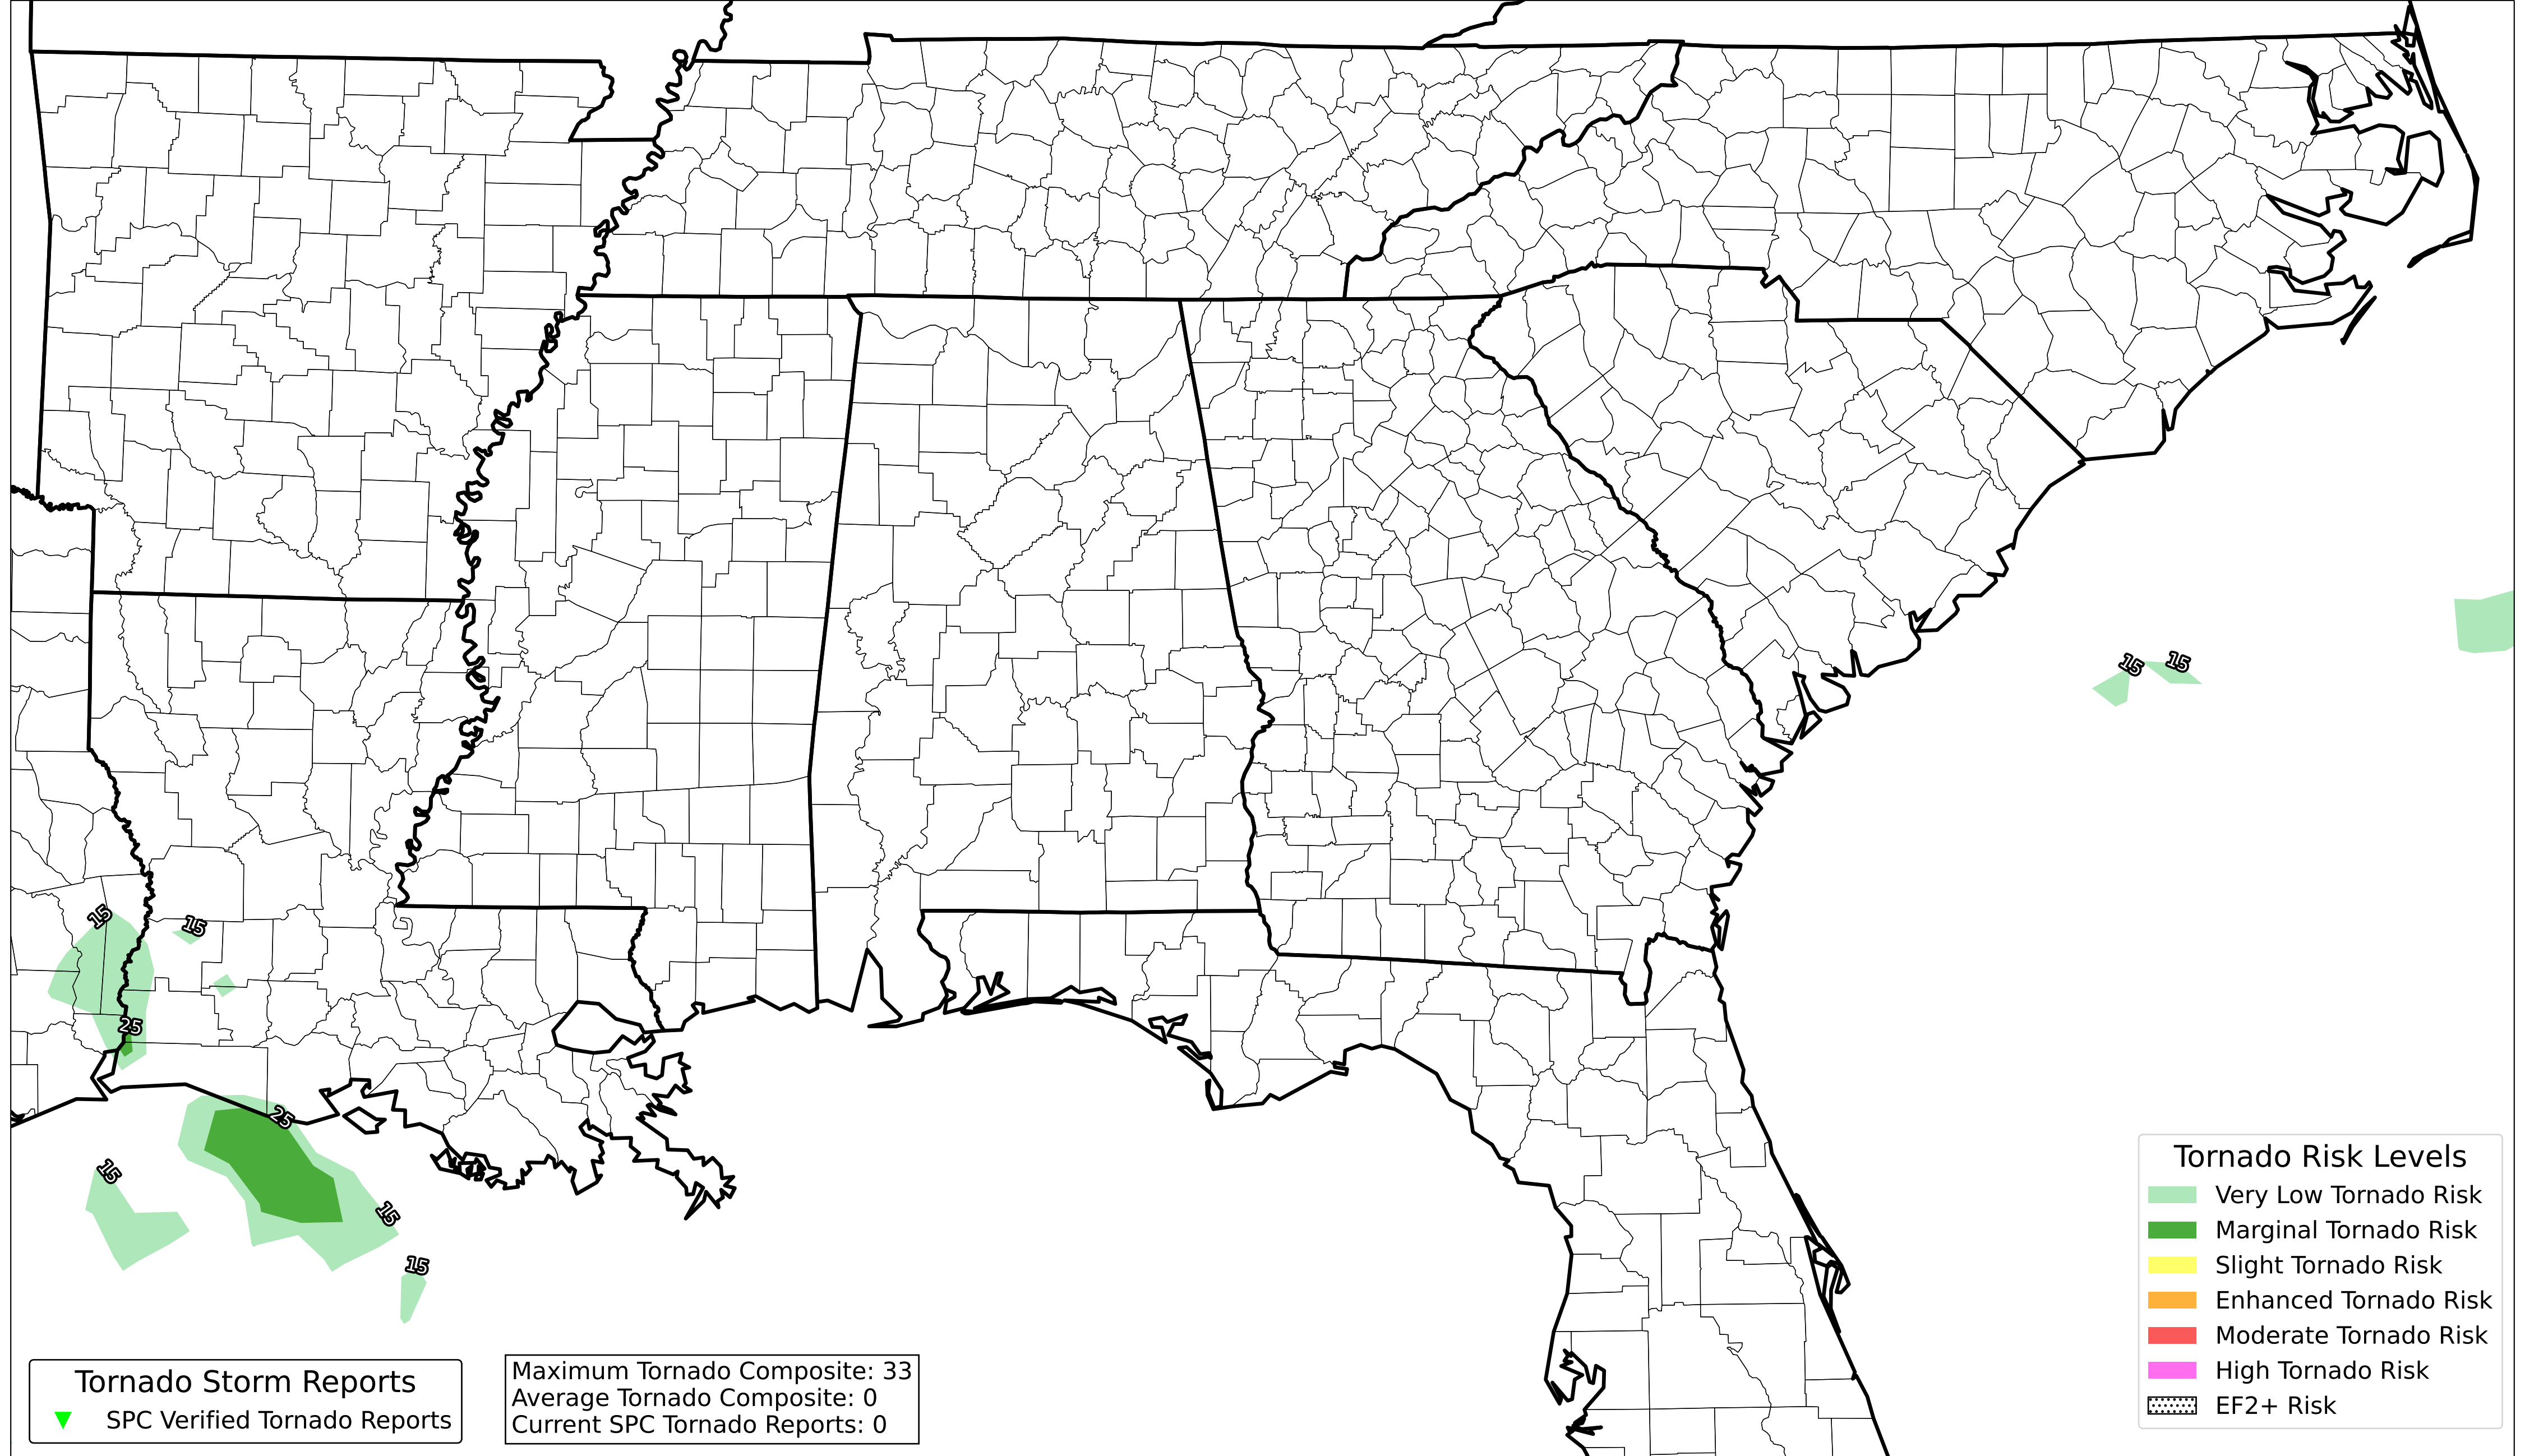 15
15
15
15
25
25
15
15
15
Tornado Risk Levels
Very Low Tornado Risk
Marginal Tornado Risk
Slight Tornado Risk
Enhanced Tornado Risk
Moderate Tornado Risk
High Tornado Risk
EF2+ Risk
Tornado Storm Reports
SPC Verified Tornado Reports
Maximum Tornado Composite: 33
Average Tornado Composite: 0
Current SPC Tornado Reports: 0